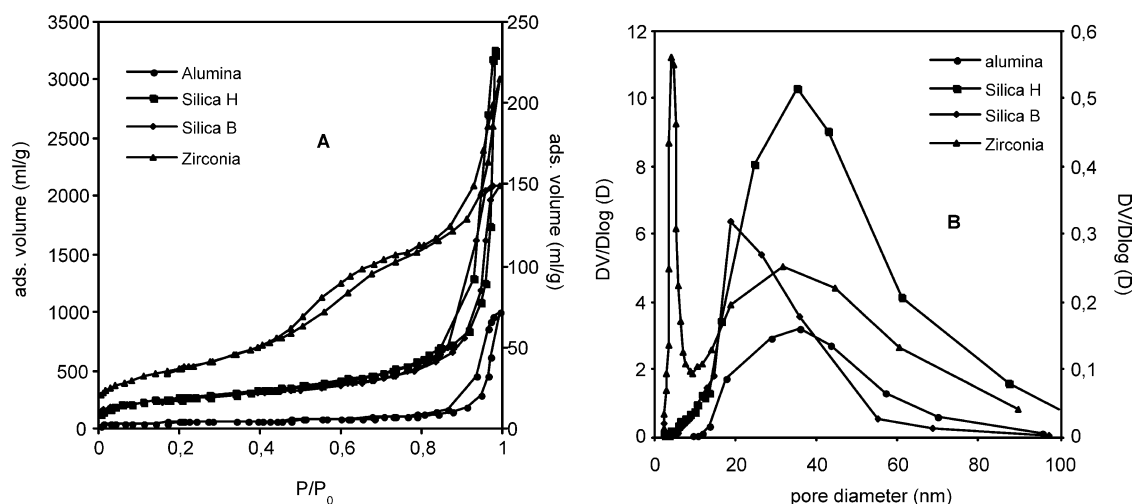 3500
3000
2500
2000
1500
1000
500
0
ads. volume (ml/g)
Alumina
Silica H
Silica B
Zirconia
A
250
200
150
100
50
0
ads. volume (ml/g)
0
0,2
0,4
0,6
0,8
1
P/P0
12
10
8
6
4
2
0
DV/Dlog (D)
alumina
Silica H
Silica B
Zirconia
B
0,6
0,5
0,4
0,3
0,2
0,1
0
DV/Dlog (D)
0
20
40
60
80
100
pore diameter (nm)